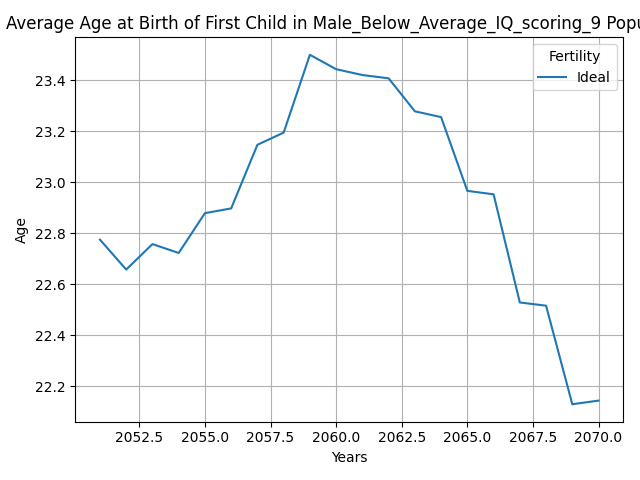 Average Age at Birth of First Child in Male_Below_Average_IQ_scoring_9
Fertility
Ideal
23.4
23.2
23.0
22.8
22.6
22.4
22.2
Age
2052.5 2055.0 2057.5 2060.0 2062.5 2065.0 2067.5 2070.0
Years